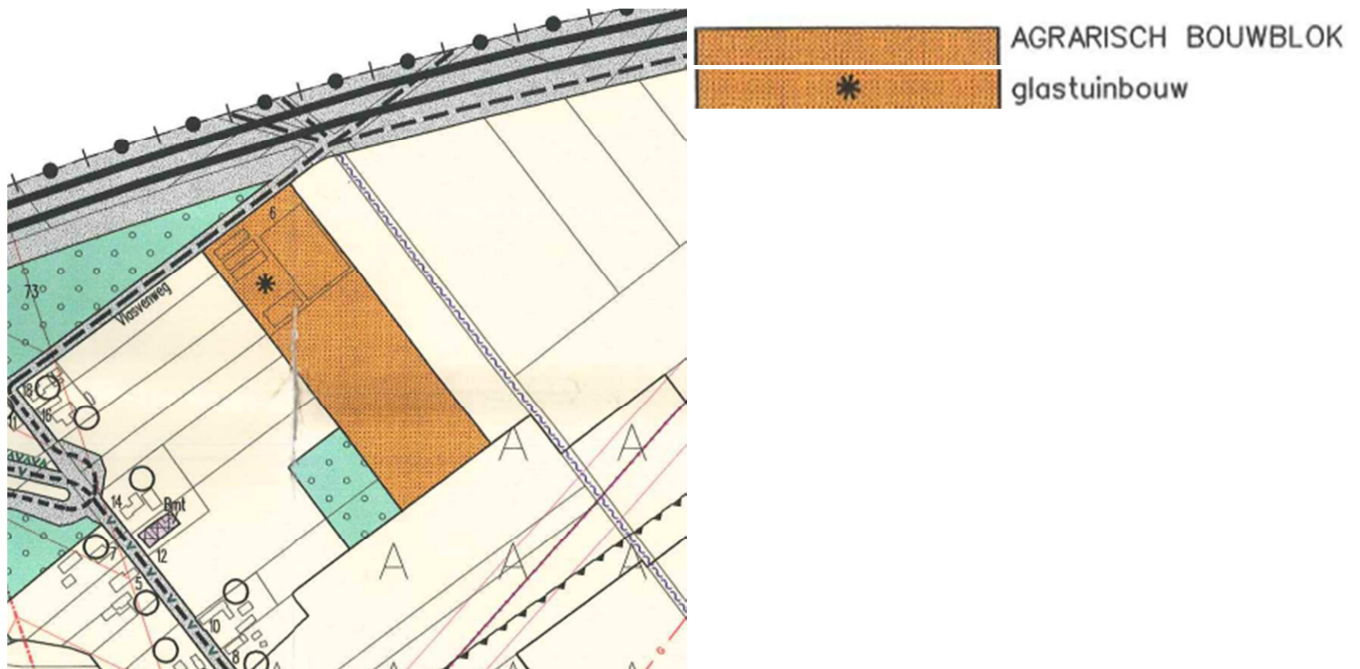 AGRARISCH BOUWBLOK
glastuinbouw
6
73
Vlasvenweg
18
16
A
A
14
Bmt
12
7
A
A
A
5
10
8
G